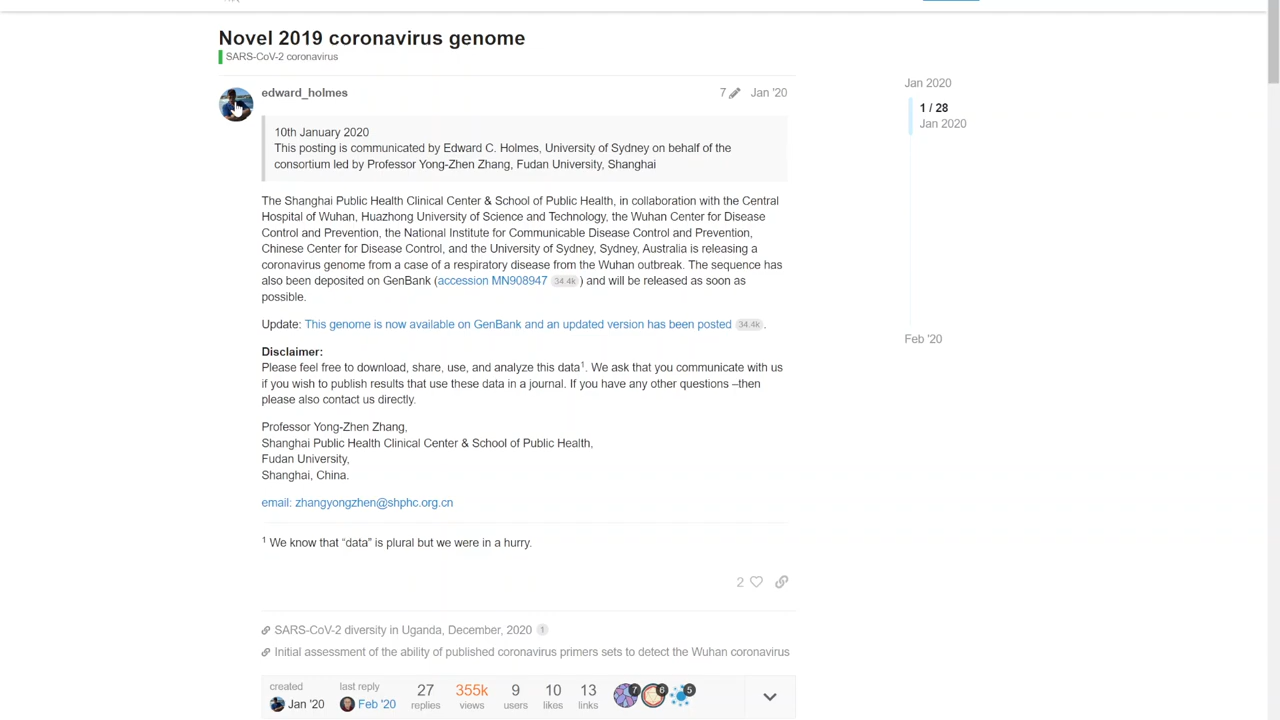 Novel 2019 coronavirus genome
SARS-CoV-2 coronavirus
edward_holmes
7 Jan '20
10th January 2020
This posting is communicated by Edward C. Holmes, University of Sydney on behalf of the
consortium led by Professor Yong-Zhen Zhang, Fudan University, Shanghai
The Shanghai Public Health Clinical Center & School of Public Health, in collaboration with the Central
Hospital of Wuhan, Huazhong University of Science and Technology, the Wuhan Center for Disease
Control and Prevention, the National Institute for Communicable Disease Control and Prevention,
Chinese Center for Disease Control, and the University of Sydney, Sydney, Australia is releasing a
coronavirus genome from a case of a respiratory disease from the Wuhan outbreak. The sequence has
also been deposited on GenBank (accession MN908947 34.4k) and will be released as soon as
possible.
Update: This genome is now available on GenBank and an updated version has been posted 34.4k.
Disclaimer:
Please feel free to download, share, use, and analyze this data¹. We ask that you communicate with us
if you wish to publish results that use these data in a journal. If you have any other questions –then
please also contact us directly.
Professor Yong-Zhen Zhang,
Shanghai Public Health Clinical Center & School of Public Health,
Fudan University,
Shanghai, China.
email: zhangyongzhen@shphc.org.cn
¹ We know that “data” is plural but we were in a hurry.
2
SARS-CoV-2 diversity in Uganda, December, 2020 1
Initial assessment of the ability of published coronavirus primers sets to detect the Wuhan coronavirus
created last reply 27 355k 9 10 13 7 6 5
Jan '20 Feb '20 replies views users likes links
Jan 2020
1 / 28
Jan 2020
Feb '20